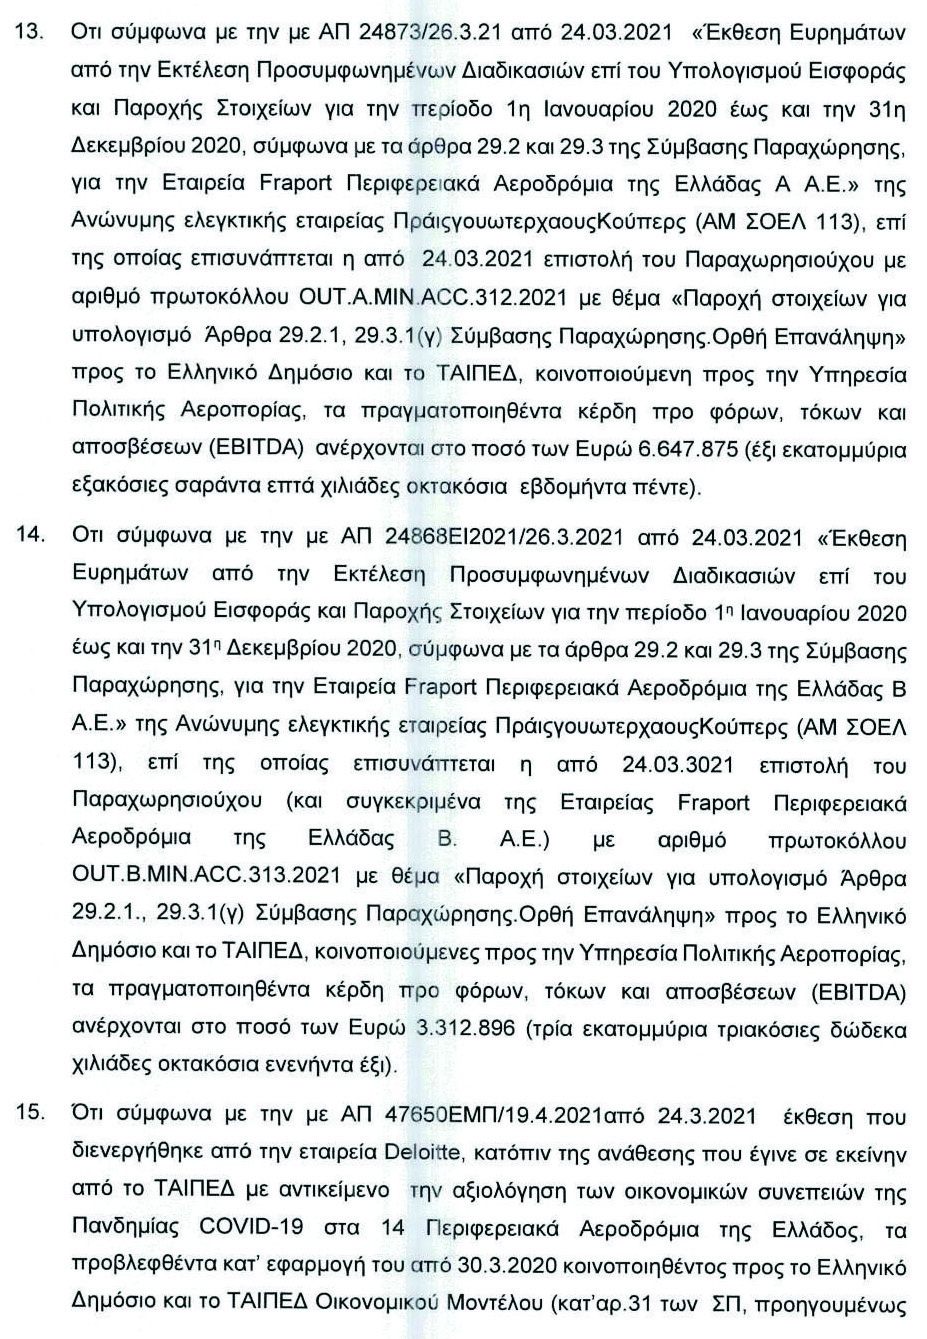 13. Οτι σύμφωνα με την με ΑΠ 24873/26.3.21 από 24.03.2021 «Έκθεση Ευρημάτων
από την Εκτέλεση Προσυμφωνημένων Διαδικασιών επί του Υπολογισμού Εισφοράς
και Παροχής Στοιχείων για την περίοδο 1η Ιανουαρίου 2020 έως και την 31η
Δεκεμβρίου 2020, σύμφωνα με τα άρθρα 29.2 και 29.3 της Σύμβασης Παραχώρησης,
για την Εταιρεία Fraport Περιφερειακά Αεροδρόμια της Ελλάδας Α Α.Ε.» της
Ανώνυμης ελεγκτικής εταιρείας ΠράιςγουωτερχαουςΚούπερς (ΑΜ ΣΟΕΛ 113), επί
της οποίας επισυνάπτεται η από 24.03.2021 επιστολή του Παραχωρησιούχου με
αριθμό πρωτοκόλλου OUT.A.MIN.ACC.312.2021 με θέμα «Παροχή στοιχείων για
υπολογισμό Άρθρα 29.2.1, 29.3.1(γ) Σύμβασης Παραχώρησης.Ορθή Επανάληψη»
προς το Ελληνικό Δημόσιο και το ΤΑΙΠΕΔ, κοινοποιούμενη προς την Υπηρεσία
Πολιτικής Αεροπορίας, τα πραγματοποιηθέντα κέρδη προ φόρων, τόκων και
αποσβέσεων (EBITDA) ανέρχονται στο ποσό των Ευρώ 6.647.875 (έξι εκατομμύρια
εξακόσιες σαράντα επτά χιλιάδες οκτακόσια εβδομήντα πέντε).
14. Οτι σύμφωνα με την με ΑΠ 24868ΕΙ2021/26.3.2021 από 24.03.2021 «Έκθεση
Ευρημάτων από την Εκτέλεση Προσυμφωνημένων Διαδικασιών επί του
Υπολογισμού Εισφοράς και Παροχής Στοιχείων για την περίοδο 1η Ιανουαρίου 2020
έως και την 31η Δεκεμβρίου 2020, σύμφωνα με τα άρθρα 29.2 και 29.3 της Σύμβασης
Παραχώρησης, για την Εταιρεία Fraport Περιφερειακά Αεροδρόμια της Ελλάδας Β
Α.Ε.» της Ανώνυμης ελεγκτικής εταιρείας ΠράιςγουωτερχαουςΚούπερς (ΑΜ ΣΟΕΛ
113), επί της οποίας επισυνάπτεται η από 24.03.3021 επιστολή του
Παραχωρησιούχου (και συγκεκριμένα της Εταιρείας Fraport Περιφερειακά
Αεροδρόμια της Ελλάδας Β. Α.Ε.) με αριθμό πρωτοκόλλου
OUT.B.MIN.ACC.313.2021 με θέμα «Παροχή στοιχείων για υπολογισμό Άρθρα
29.2.1., 29.3.1(γ) Σύμβασης Παραχώρησης.Ορθή Επανάληψη» προς το Ελληνικό
Δημόσιο και το ΤΑΙΠΕΔ, κοινοποιούμενες προς την Υπηρεσία Πολιτικής Αεροπορίας,
τα πραγματοποιηθέντα κέρδη προ φόρων, τόκων και αποσβέσεων (EBITDA)
ανέρχονται στο ποσό των Ευρώ 3.312.896 (τρία εκατομμύρια τριακόσιες δώδεκα
χιλιάδες οκτακόσια ενενήντα έξι).
15. Ότι σύμφωνα με την με ΑΠ 47650ΕΜΠ/19.4.2021από 24.3.2021 έκθεση που
διενεργήθηκε από την εταιρεία Deloitte, κατόπιν της ανάθεσης που έγινε σε εκείνην
από το ΤΑΙΠΕΔ με αντικείμενο την αξιολόγηση των οικονομικών συνεπειών της
Πανδημίας COVID-19 στα 14 Περιφερειακά Αεροδρόμια της Ελλάδος, τα
προβλεφθέντα κατ' εφαρμογή του από 30.3.2020 κοινοποιηθέντος προς το Ελληνικό
Δημόσιο και το ΤΑΙΠΕΔ Οικονομικού Μοντέλου (κατ'αρ.31 των ΣΠ, προηγουμένως